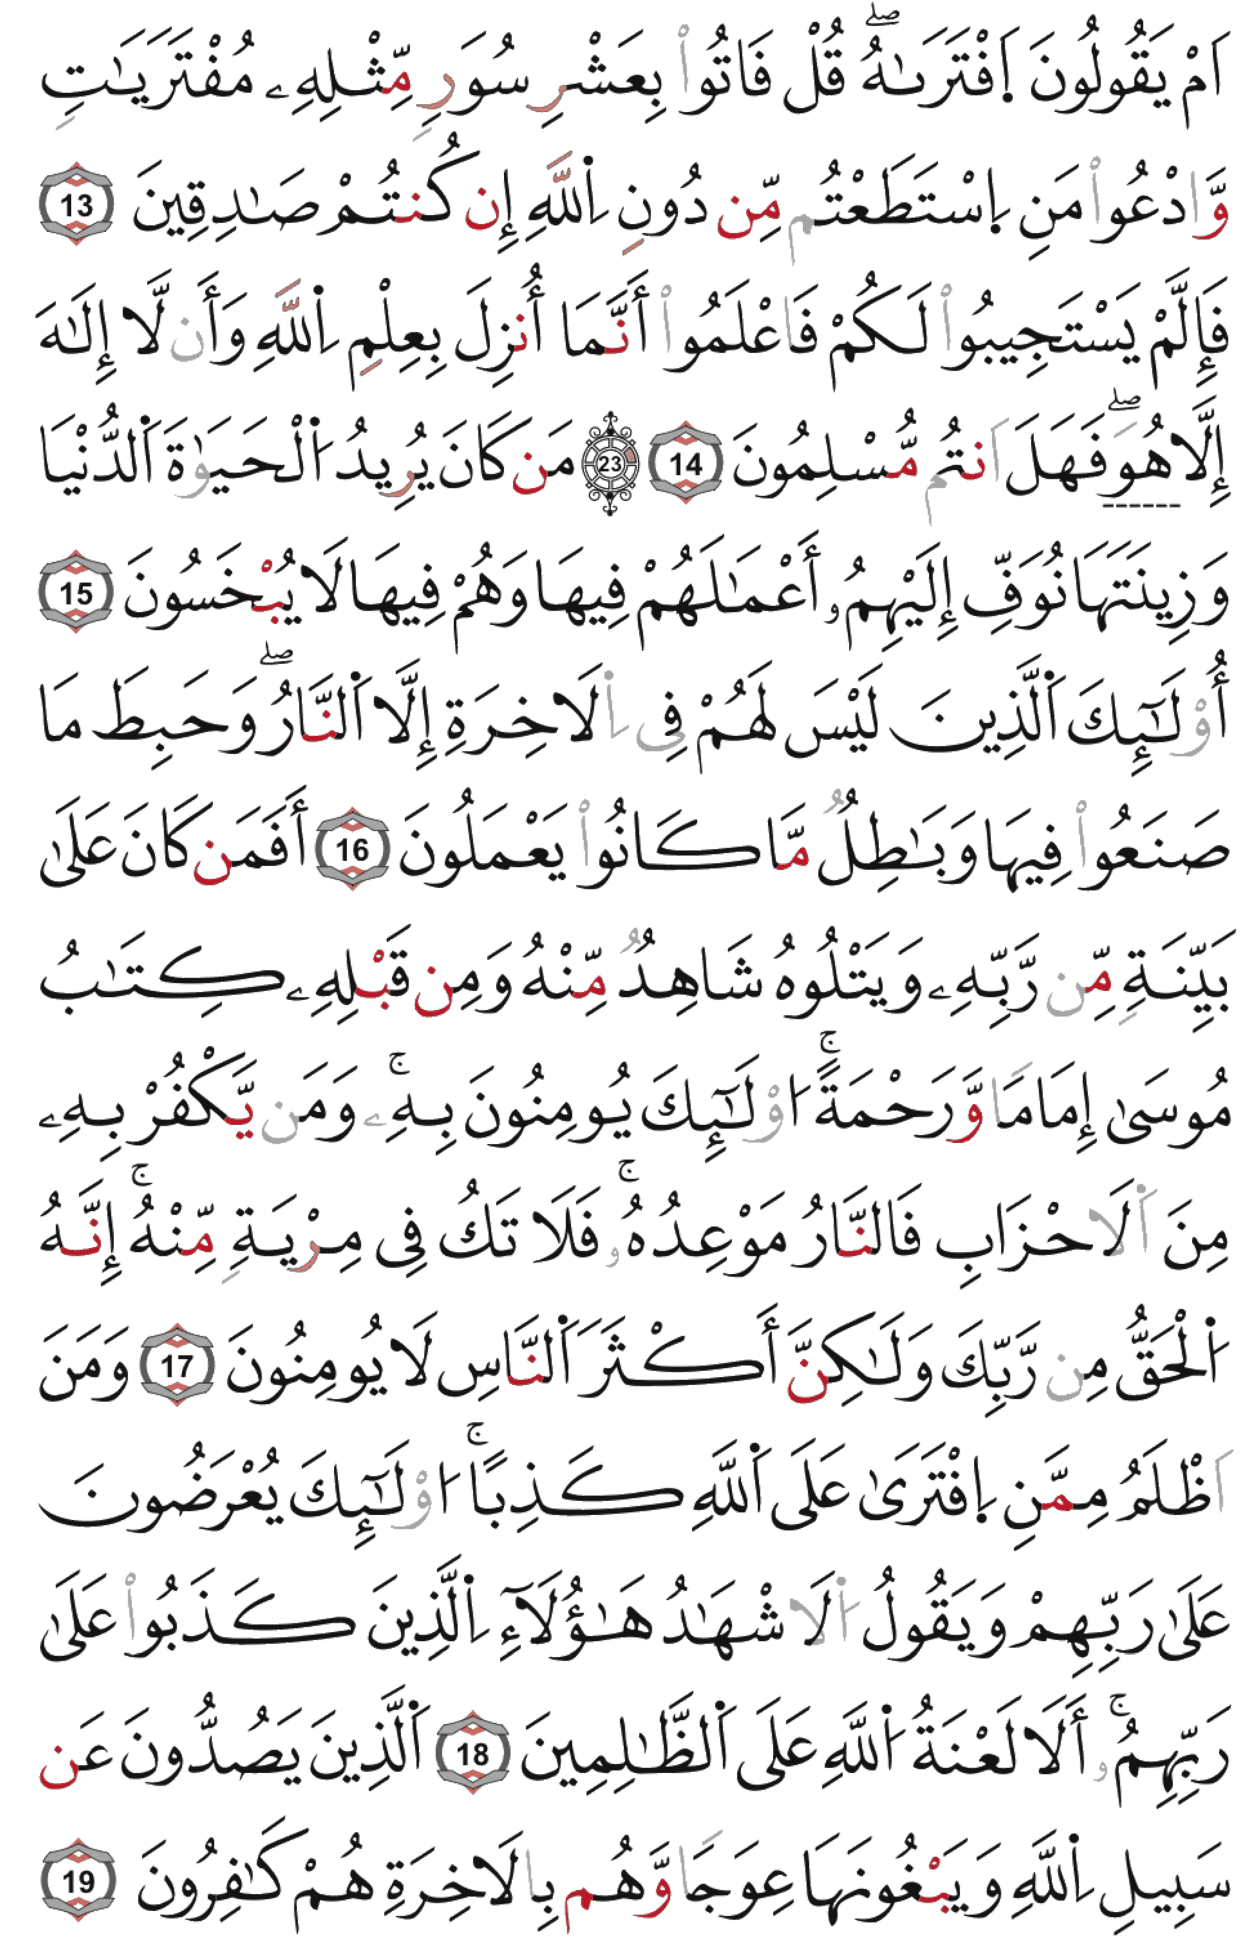 اَمْ يَقُولُونَ اَ۪فْتَرَىٰهُۖ قُلْ فَاتُواْ بِعَشْرِ سُوَرٖ مِّثْلِهِۦ مُفْتَرَيَٰتٖ
وَّادْعُواْ مَنِ اِ۪سْتَطَعْتُم مِّن دُونِ اِ۬للَّهِ إِن كُنتُمْ صَٰدِقِينَ 13
فَإِلَّمْ يَسْتَجِيبُواْ لَكُمْ فَاعْلَمُواْ أَنَّمَا أُنزِلَ بِعِلْمِ اِ۬للَّهِ وَأَن لَّا إِلَٰهَ
إِلَّا هُوَۖ فَهَلَ اَنتُم مُّسْلِمُونَ 14 23 مَن كَانَ يُرِيدُ اُ۬لْحَيَوٰةَ اَ۬لدُّنْيَا
وَزِينَتَهَا نُوَفِّ إِلَيْهِمُۥ أَعْمَٰلَهُمْ فِيهَا وَهُمْ فِيهَا لَا يُبْخَسُونَ 15
أُوْلَٰٓئِكَ اَ۬لَّذِينَ لَيْسَ لَهُمْ فِي اِ۬لَاخِرَةِ إِلَّا اَ۬لنَّارُۖ وَحَبِطَ مَا
صَنَعُواْ فِيهَا وَبَٰطِلٞ مَّا كَانُواْ يَعْمَلُونَ 16 أَفَمَن كَانَ عَلَىٰ
بَيِّنَةٖ مِّن رَّبِّهِۦ وَيَتْلُوهُ شَاهِدٞ مِّنْهُ وَمِن قَبْلِهِۦ كِتَٰبُ
مُوسَىٰ إِمَامٗا وَّرَحْمَةًۚ اُوْلَٰٓئِكَ يُومِنُونَ بِهِۦۚ وَمَن يَّكْفُرْ بِهِۦ
مِنَ اَ۬لَاحْزَابِ فَالنَّارُ مَوْعِدُهُۥۚ فَلَا تَكُ فِي مِرْيَةٖ مِّنْهُۚ إِنَّهُ
اُ۬لْحَقُّ مِن رَّبِّكَ وَلَٰكِنَّ أَكْثَرَ اَ۬لنَّاسِ لَا يُومِنُونَ 17 وَمَنَ
اَظْلَمُ مِمَّنِ اِ۪فْتَرَىٰ عَلَى اَ۬للَّهِ كَذِبًاۚ اُوْلَٰٓئِكَ يُعْرَضُونَ
عَلَىٰ رَبِّهِمْ وَيَقُولُ اُ۬لَاشْهَٰدُ هَٰؤُلَآءِ اِ۬لَّذِينَ كَذَبُواْ عَلَىٰ
رَبِّهِمُۥۚ أَلَا لَعْنَةُ اُ۬للَّهِ عَلَى اَ۬لظَّٰلِمِينَ 18 اَ۬لَّذِينَ يَصُدُّونَ عَن
سَبِيلِ اِ۬للَّهِ وَيَبْغُونَهَا عِوَجٗا وَّهُم بِالَاخِرَةِ هُمْ كَٰفِرُونَ 19